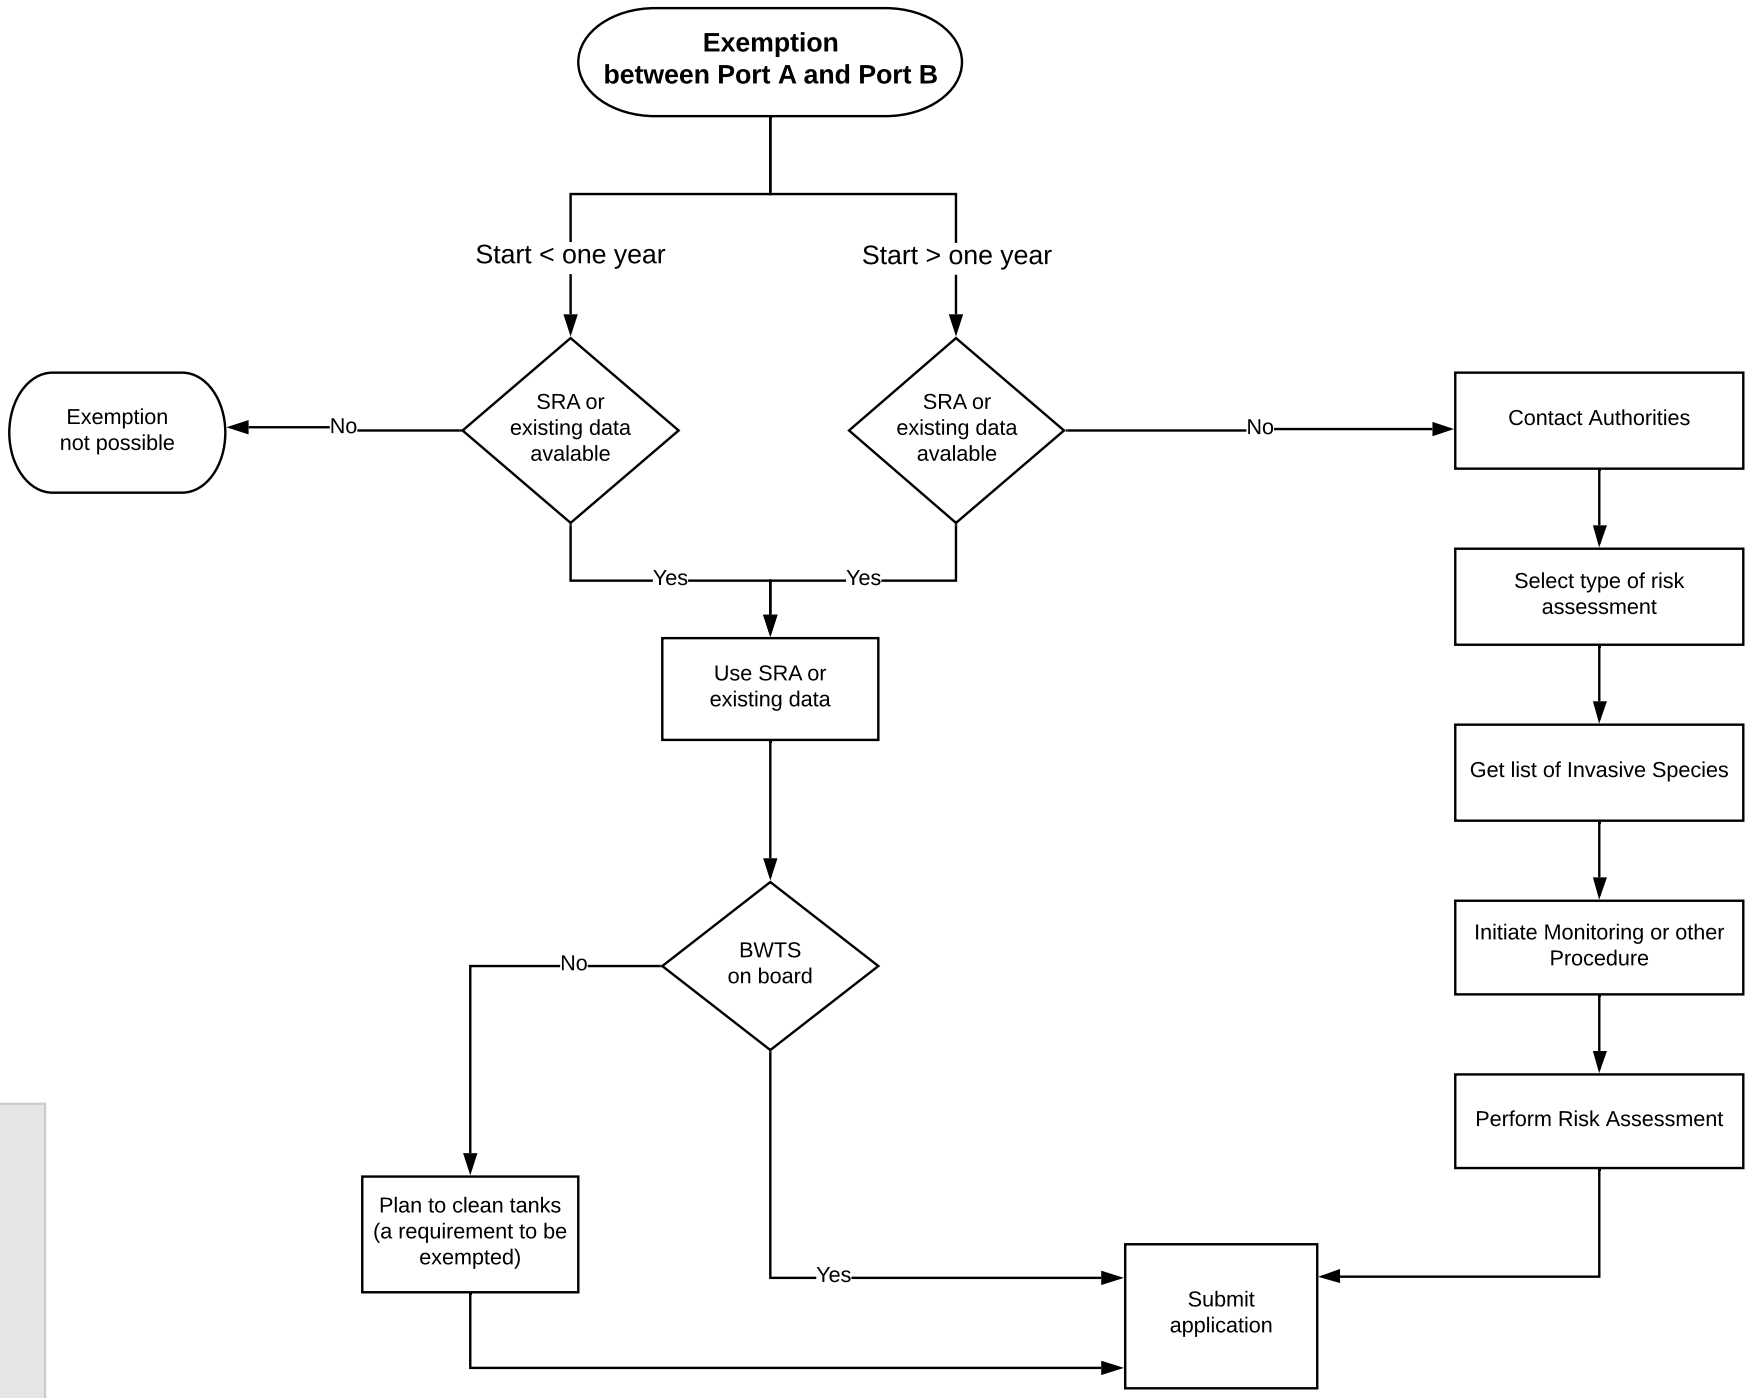 Exemption
between Port A and Port B
Start < one year
Start > one year
Exemption
not possible
No
SRA or
existing data
avalable
SRA or
existing data
avalable
No
Contact Authorities
Yes
Yes
Select type of risk
assessment
Use SRA or
existing data
Get list of Invasive Species
No
BWTS
on board
Initiate Monitoring or other
Procedure
Perform Risk Assessment
Plan to clean tanks
(a requirement to be
exempted)
Yes
Submit
application